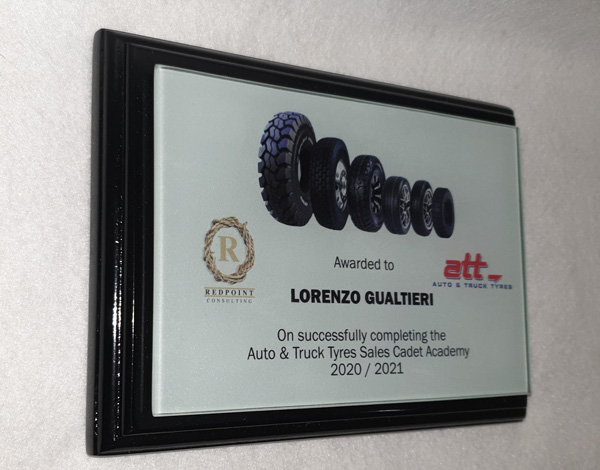 R
REDPOINT
CONSULTING
Awarded to
att
AUTO & TRUCK TYRES
LORENZO GUALTIERI
On successfully completing the
Auto & Truck Tyres Sales Cadet Academy
2020 / 2021